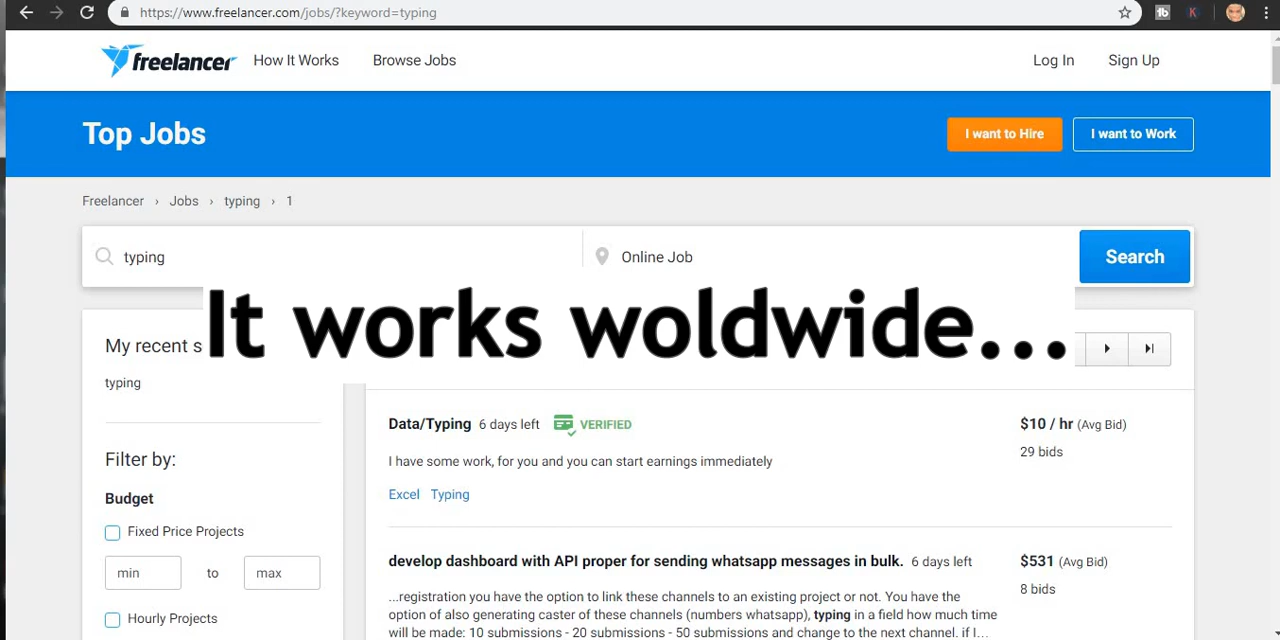 https://www.freelancer.com/jobs/?keyword=typing
freelancer How It Works Browse Jobs Log In Sign Up
Top Jobs I want to Hire I want to Work
Freelancer › Jobs › typing › 1
typing Online Job Search
It works woldwide...
My recent s
typing
Filter by:
Budget
Fixed Price Projects
min to max
Hourly Projects
Data/Typing 6 days left VERIFIED $10 / hr (Avg Bid)
29 bids
I have some work, for you and you can start earnings immediately
Excel Typing
develop dashboard with API proper for sending whatsapp messages in bulk. 6 days left $531 (Avg Bid)
8 bids
...registration you have the option to link these channels to an existing project or not. You have the
option of also generating caster of these channels (numbers whatsapp), typing in a field how much time
will be made: 10 submissions - 20 submissions - 50 submissions and change to the next channel. if I...